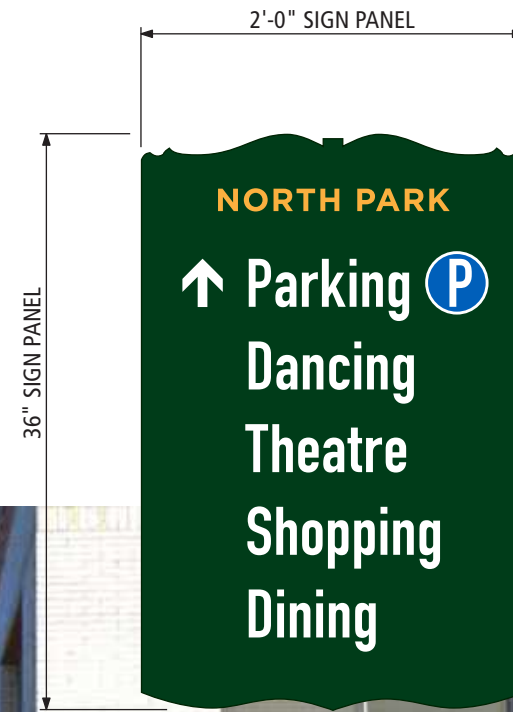 2'-0" SIGN PANEL
36" SIGN PANEL
NORTH PARK
Parking P
Dancing
Theatre
Shopping
Dining